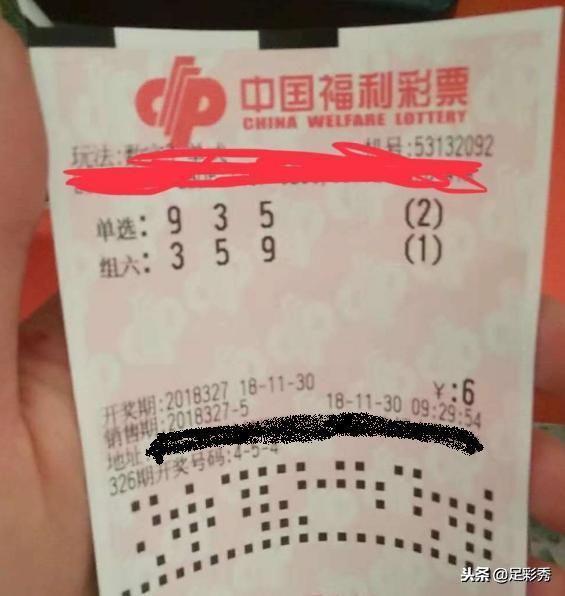 中国福利彩票
CHINA WELFARE LOTTERY
玩法: 机号:53132092
单选: 9 3 5 (2)
组六: 3 5 9 (1)
¥:6
开奖期:2018327 18-11-30
销售期:2018327-5 18-11-30 09:29:54
地址
326期开奖号码:4-5-4
头条 @足彩秀